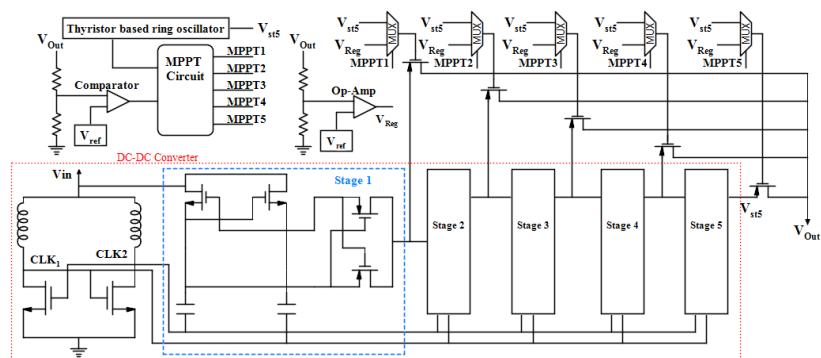 Thyristor based ring oscillator
Vst5
VOut
MPPT
Circuit
MPPT1
MPPT2
MPPT3
MPPT4
MPPT5
Comparator
Vref
VOut
Op-Amp
VReg
Vref
Vst5
VReg
MUX
MPPT1
Vst5
VReg
MUX
MPPT2
Vst5
VReg
MUX
MPPT3
Vst5
VReg
MUX
MPPT4
Vst5
VReg
MUX
MPPT5
DC-DC Converter
Vin
Stage 1
CLK1
CLK2
Stage 2
Stage 3
Stage 4
Stage 5
Vst5
VOut